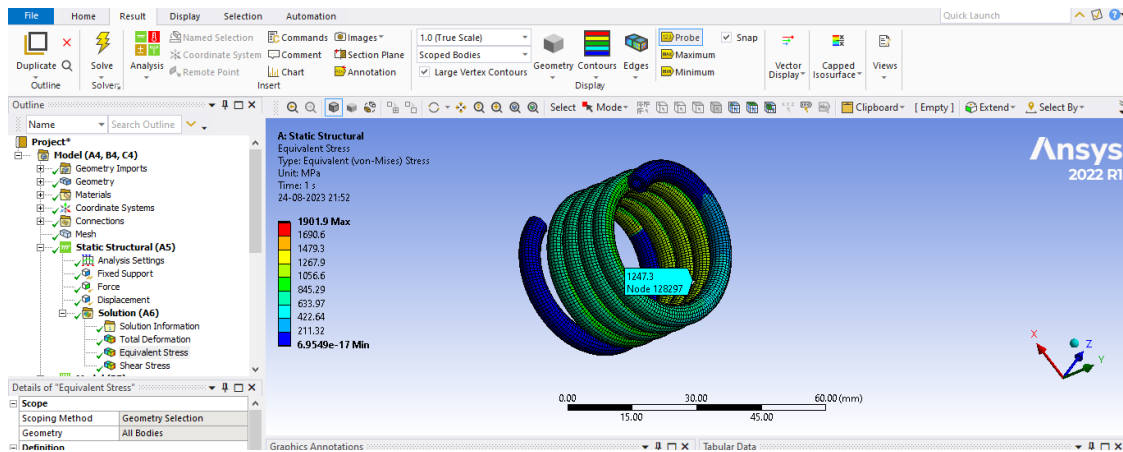 File Home Result Display Selection Automation Quick Launch
Duplicate
Outline
Solve
Solver
Analysis
Named Selection
Coordinate System
Remote Point
Commands
Comment
Chart
Images
Section Plane
Annotation
Insert
1.0 (True Scale)
Scoped Bodies
Large Vertex Contours
Geometry Contours Edges
Probe
Maximum
Minimum
Snap
Display
Vector
Display
Capped
Isosurface
Views
Outline
Name Search Outline
Select Mode Clipboard [ Empty ] Extend Select By
Project*
Model (A4, B4, C4)
Geometry Imports
Geometry
Materials
Coordinate Systems
Connections
Mesh
Static Structural (A5)
Analysis Settings
Fixed Support
Force
Displacement
Solution (A6)
Solution Information
Total Deformation
Equivalent Stress
Shear Stress
Details of "Equivalent Stress"
Scope
Scoping Method Geometry Selection
Geometry All Bodies
Definition
A: Static Structural
Equivalent Stress
Type: Equivalent (von-Mises) Stress
Unit: MPa
Time: 1 s
24-08-2023 21:52
1901.9 Max
1690.6
1479.3
1267.9
1056.6
845.29
633.97
422.64
211.32
6.9549e-17 Min
1247.3
Node 128297
Ansys
2022 R1
X
Z
Y
0.00 30.00 60.00 (mm)
15.00 45.00
Graphics Annotations Tabular Data